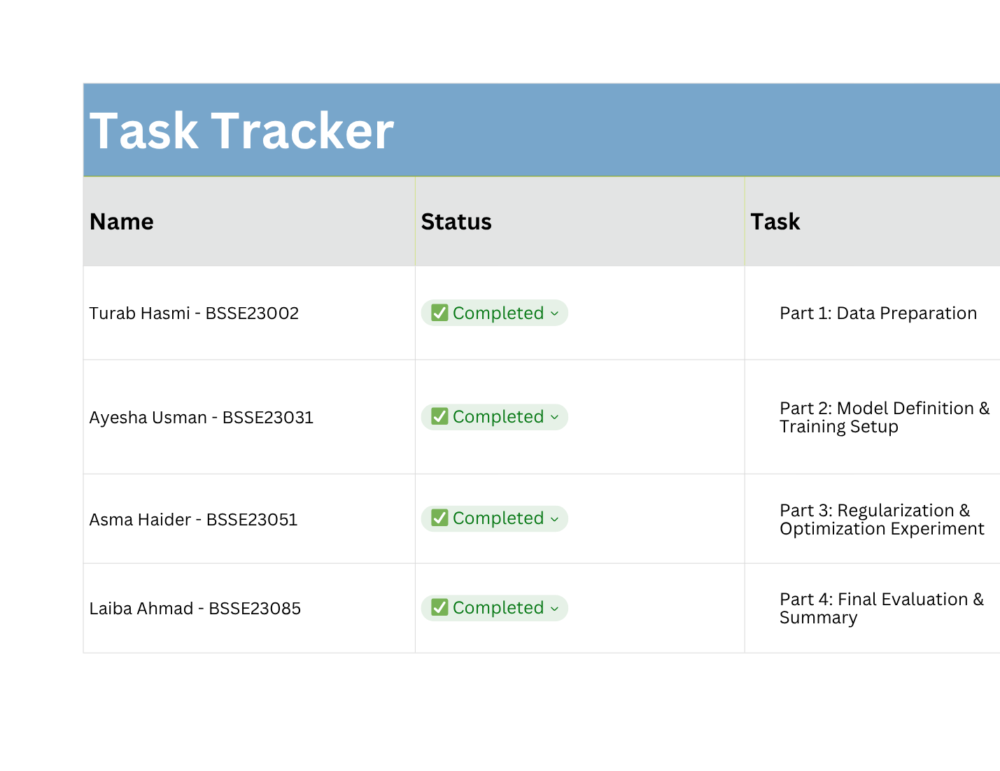 Task Tracker
Name Status Task
Turab Hasmi - BSSE23002 ✅ Completed Part 1: Data Preparation
Ayesha Usman - BSSE23031 ✅ Completed Part 2: Model Definition &
Training Setup
Asma Haider - BSSE23051 ✅ Completed Part 3: Regularization &
Optimization Experiment
Laiba Ahmad - BSSE23085 ✅ Completed Part 4: Final Evaluation &
Summary